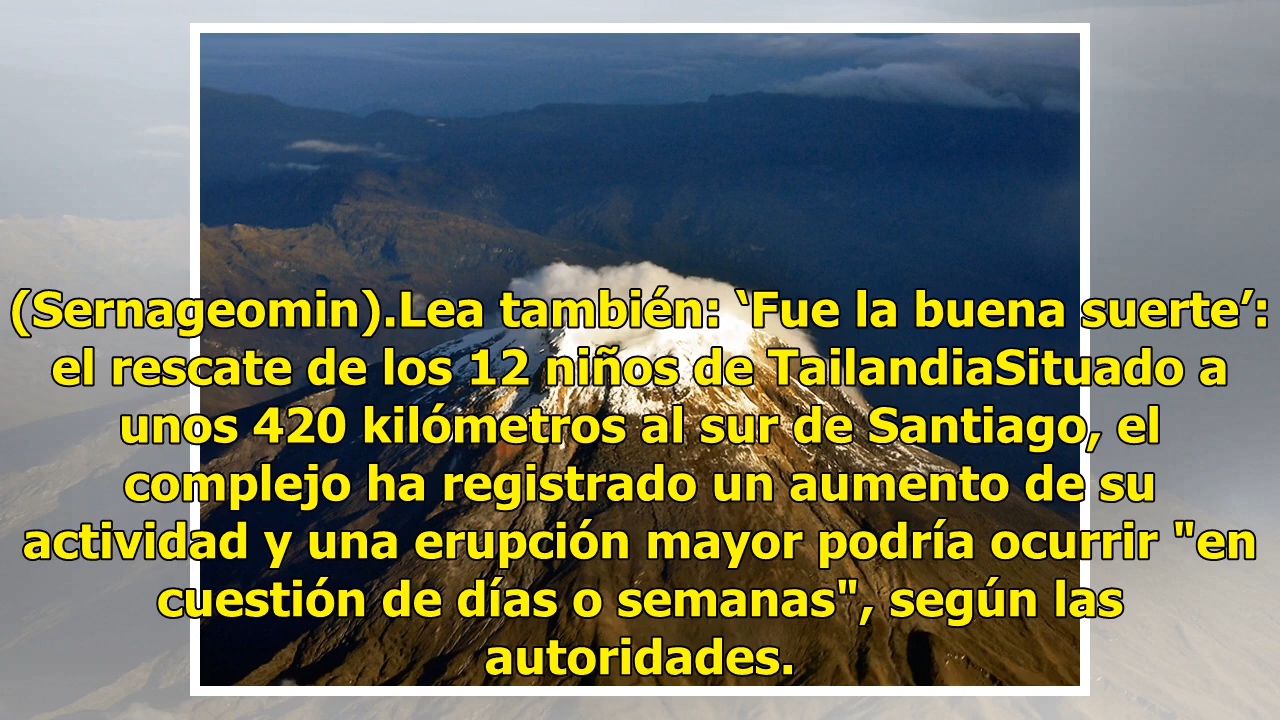 (Sernageomin).Lea también: ‘Fue la buena suerte’:
el rescate de los 12 niños de TailandiaSituado a
unos 420 kilómetros al sur de Santiago, el
complejo ha registrado un aumento de su
actividad y una erupción mayor podría ocurrir "en
cuestión de días o semanas", según las
autoridades.